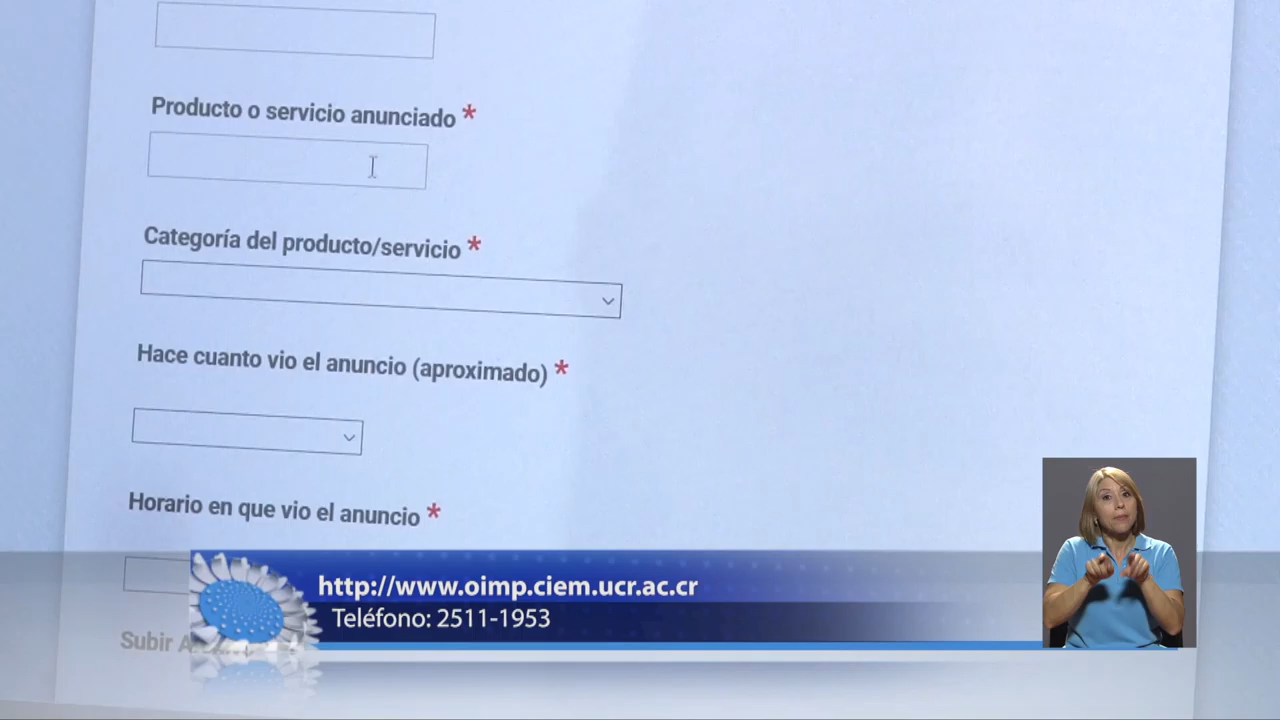 Producto o servicio anunciado *
Categoría del producto/servicio *
Hace cuanto vio el anuncio (aproximado) *
Horario en que vio el anuncio *
http://www.oimp.ciem.ucr.ac.cr
Teléfono: 2511-1953
Subir